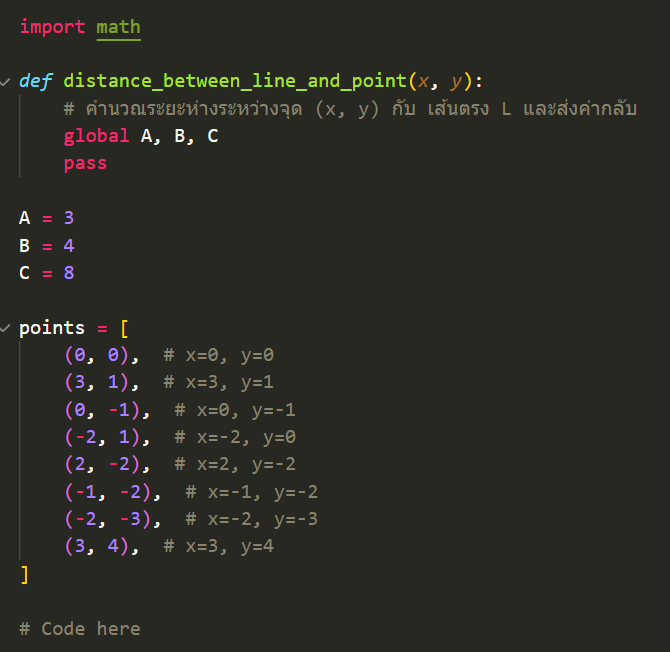 import math
def distance_between_line_and_point(x, y):
    # คำนวณระยะห่างระหว่างจุด (x, y) กับ เส้นตรง L และส่งค่ากลับ
    global A, B, C
    pass
A = 3
B = 4
C = 8
points = [
    (0, 0),  # x=0, y=0
    (3, 1),  # x=3, y=1
    (0, -1),  # x=0, y=-1
    (-2, 1),  # x=-2, y=0
    (2, -2),  # x=2, y=-2
    (-1, -2),  # x=-1, y=-2
    (-2, -3),  # x=-2, y=-3
    (3, 4),  # x=3, y=4
]
# Code here